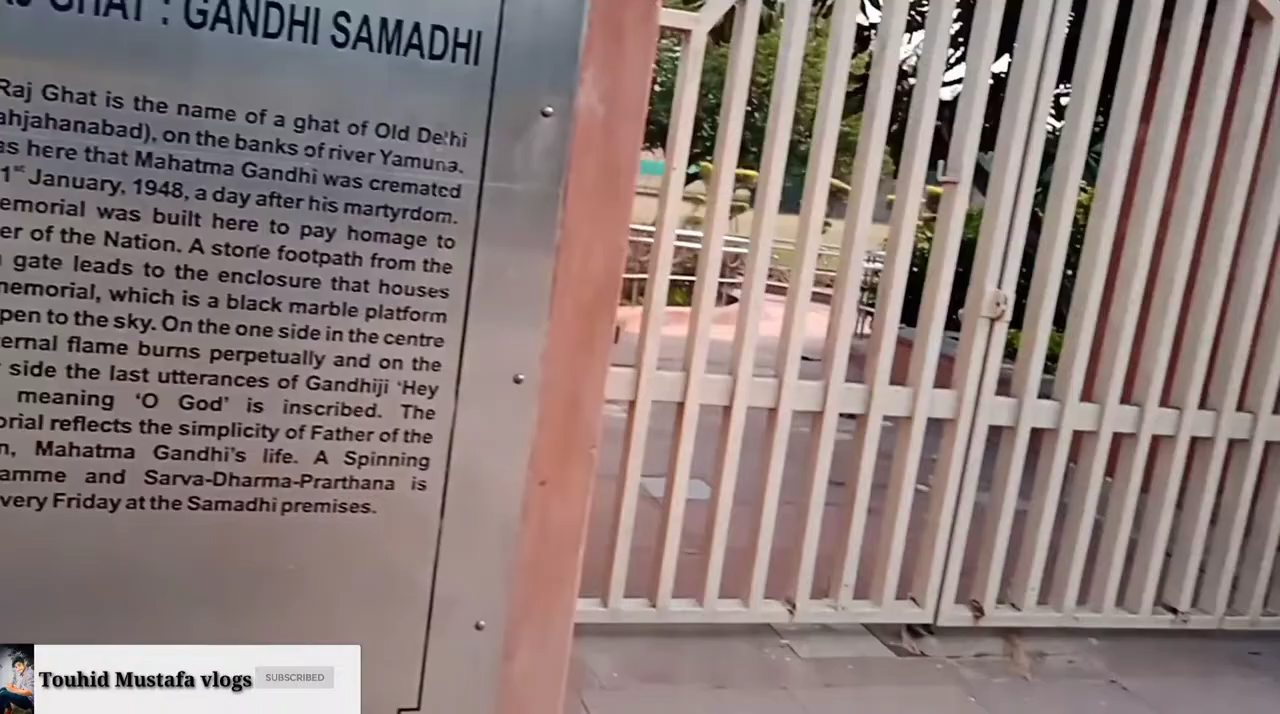 GHAT : GANDHI SAMADHI
Raj Ghat is the name of a ghat of Old Delhi
ahjahanabad), on the banks of river Yamuna.
as here that Mahatma Gandhi was cremated
1st January, 1948, a day after his martyrdom.
emorial was built here to pay homage to
er of the Nation. A stone footpath from the
gate leads to the enclosure that houses
memorial, which is a black marble platform
pen to the sky. On the one side in the centre
ernal flame burns perpetually and on the
side the last utterances of Gandhiji ‘Hey
meaning ‘O God’ is inscribed. The
orial reflects the simplicity of Father of the
n, Mahatma Gandhi's life. A Spinning
amme and Sarva-Dharma-Prarthana is
very Friday at the Samadhi premises.
Touhid Mustafa vlogs SUBSCRIBED